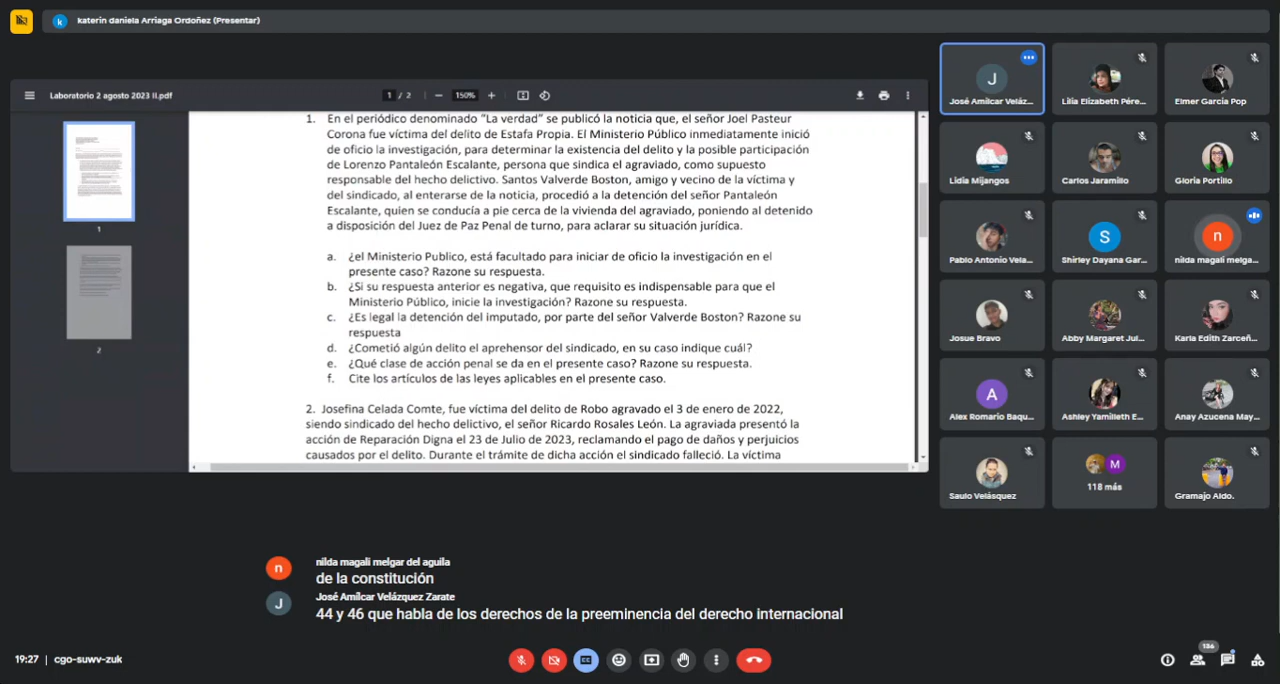 k katerin daniela Arriaga Ordoñez (Presentar)
Laboratorio 2 agosto 2023 II.pdf
1 / 2
150%
1. En el periódico denominado "La verdad" se publicó la noticia que, el señor Joel Pasteur
Corona fue víctima del delito de Estafa Propia. El Ministerio Público inmediatamente inició
de oficio la investigación, para determinar la existencia del delito y la posible participación
de Lorenzo Pantaleón Escalante, persona que sindica el agraviado, como supuesto
responsable del hecho delictivo. Santos Valverde Boston, amigo y vecino de la víctima y
del sindicado, al enterarse de la noticia, procedió a la detención del señor Pantaleón
Escalante, quien se conducía a pie cerca de la vivienda del agraviado, poniendo al detenido
a disposición del Juez de Paz Penal de turno, para aclarar su situación jurídica.
a. ¿el Ministerio Publico, está facultado para iniciar de oficio la investigación en el
presente caso? Razone su respuesta.
b. ¿Si su respuesta anterior es negativa, que requisito es indispensable para que el
Ministerio Público, inicie la investigación? Razone su respuesta.
c. ¿Es legal la detención del imputado, por parte del señor Valverde Boston? Razone su
respuesta
d. ¿Cometió algún delito el aprehensor del sindicado, en su caso indique cuál?
e. ¿Qué clase de acción penal se da en el presente caso? Razone su respuesta.
f. Cite los artículos de las leyes aplicables en el presente caso.
2. Josefina Celada Comte, fue víctima del delito de Robo agravado el 3 de enero de 2022,
siendo sindicado del hecho delictivo, el señor Ricardo Rosales León. La agraviada presentó la
acción de Reparación Digna el 23 de Julio de 2023, reclamando el pago de daños y perjuicios
causados por el delito. Durante el trámite de dicha acción el sindicado falleció. La víctima
1
2
J
José Amílcar Veláz...
Lilia Elizabeth Pére...
Elmer García Pop
Lidia Mijangos
Carlos Jaramillo
Gloria Portillo
Pablo Antonio Vela...
S
Shirley Dayana Gar...
n
nilda magali melga...
Josue Bravo
Abby Margaret Jul...
Karla Edith Zarceñ...
A
Alex Romario Baqu...
Ashley Yamilleth E...
Anay Azucena May...
Saulo Velásquez
M
118 más
Gramajo Aldo.
n
nilda magali melgar del aguila
de la constitución
J
José Amílcar Velázquez Zarate
44 y 46 que habla de los derechos de la preeminencia del derecho internacional
19:27 | cgo-suwv-zuk
CC
136